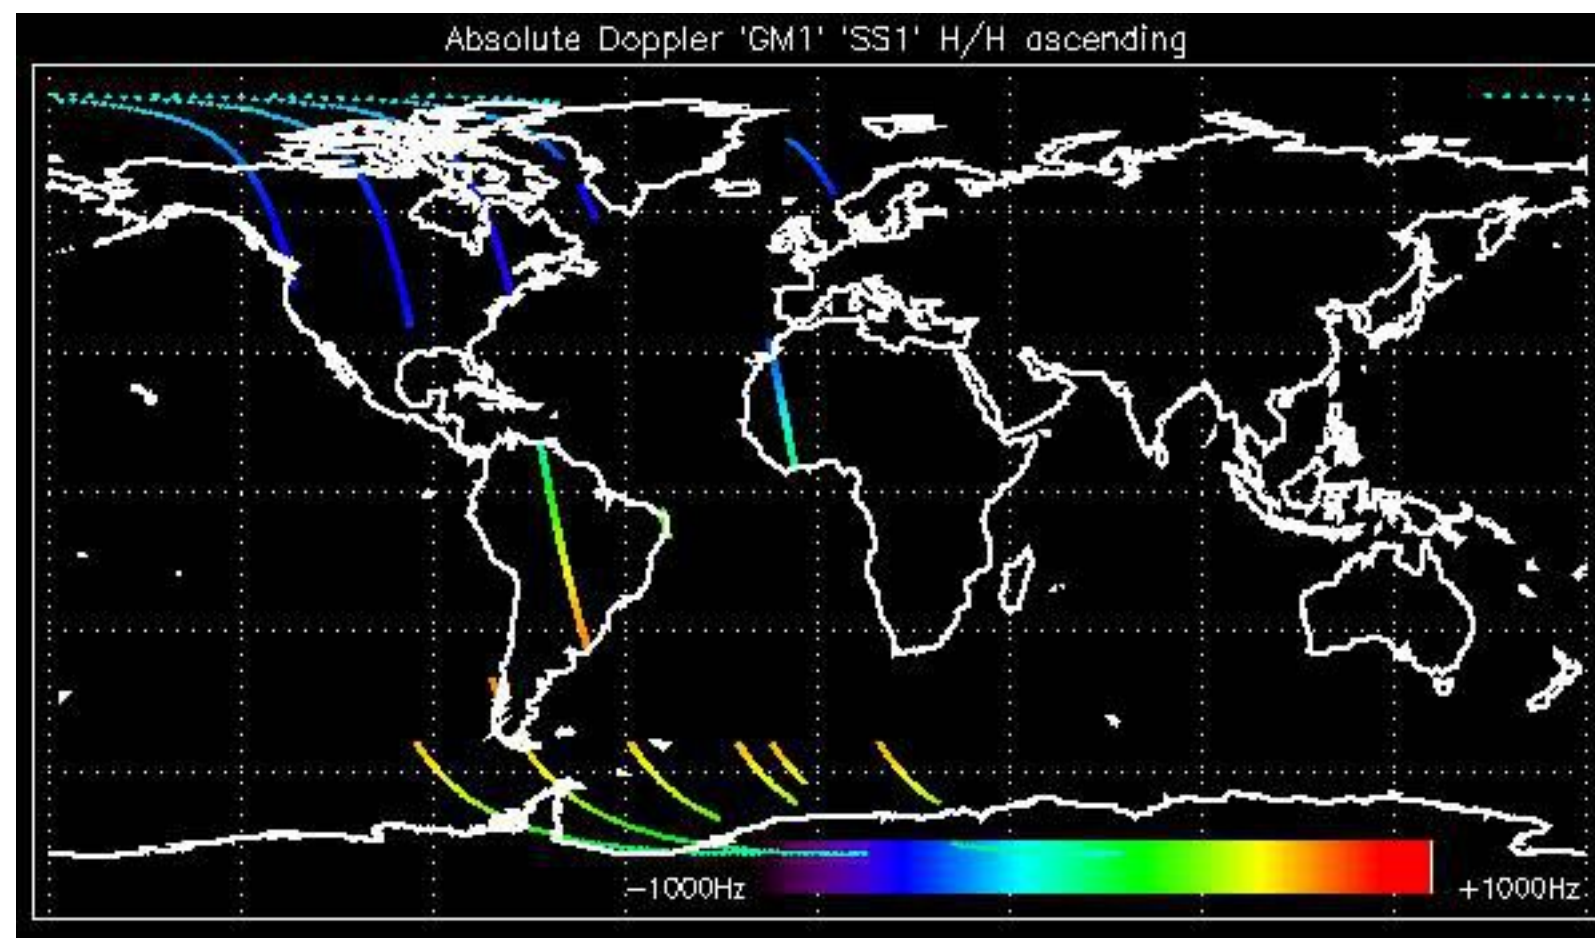 Absolute Doppler 'GM1' 'SS1' H/H ascending
−1000Hz
+1000Hz